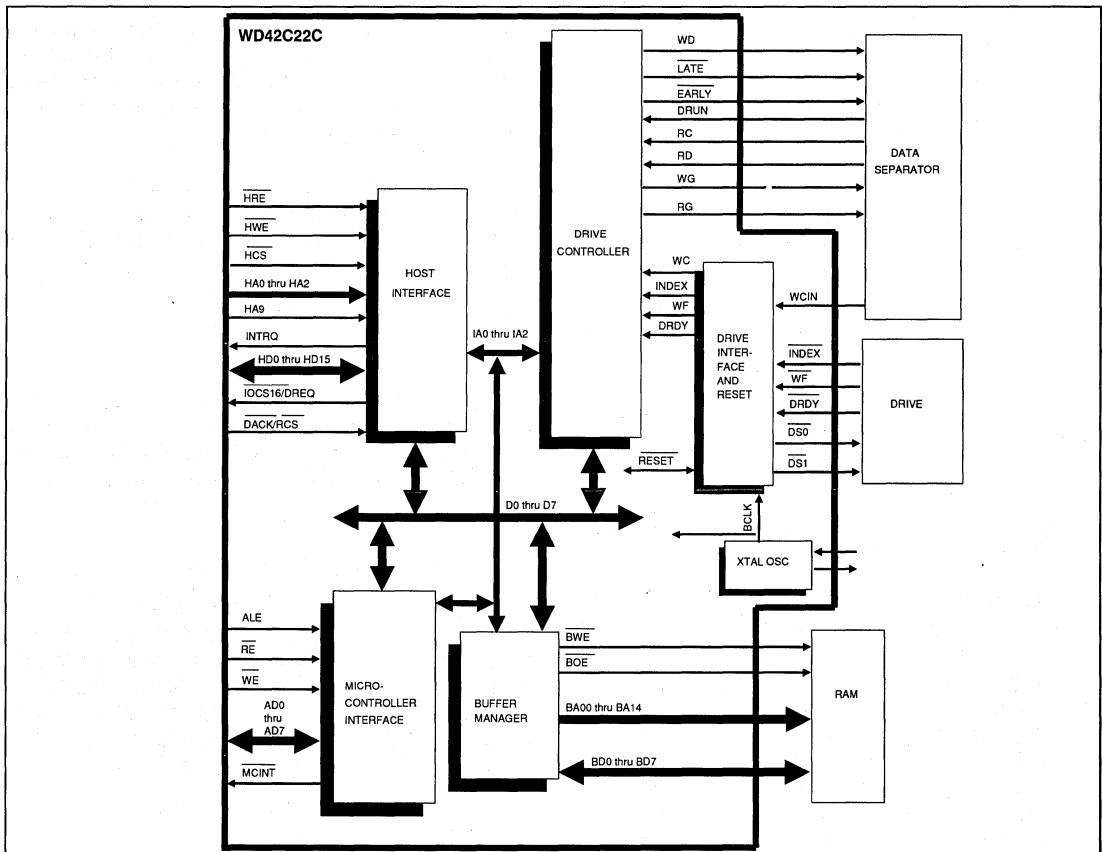 WD42C22C
WD
LATE
EARLY
DRUN
RC
RD
WG
RG
DATA
SEPARATOR
HRE
HWE
HCS
HA0 thru HA2
HA9
INTRQ
HD0 thru HD15
IOCS16/DREQ
DACK/RCS
HOST
INTERFACE
IA0 thru IA2
DRIVE
CONTROLLER
WC
INDEX
WF
DRDY
DRIVE
INTER-
FACE
AND
RESET
WCIN
INDEX
WF
DRDY
DS0
DS1
DRIVE
RESET
D0 thru D7
BCLK
XTAL OSC
ALE
RE
WE
AD0
thru
AD7
MCINT
MICRO-
CONTROLLER
INTERFACE
BUFFER
MANAGER
BWE
BOE
BA00 thru BA14
BD0 thru BD7
RAM